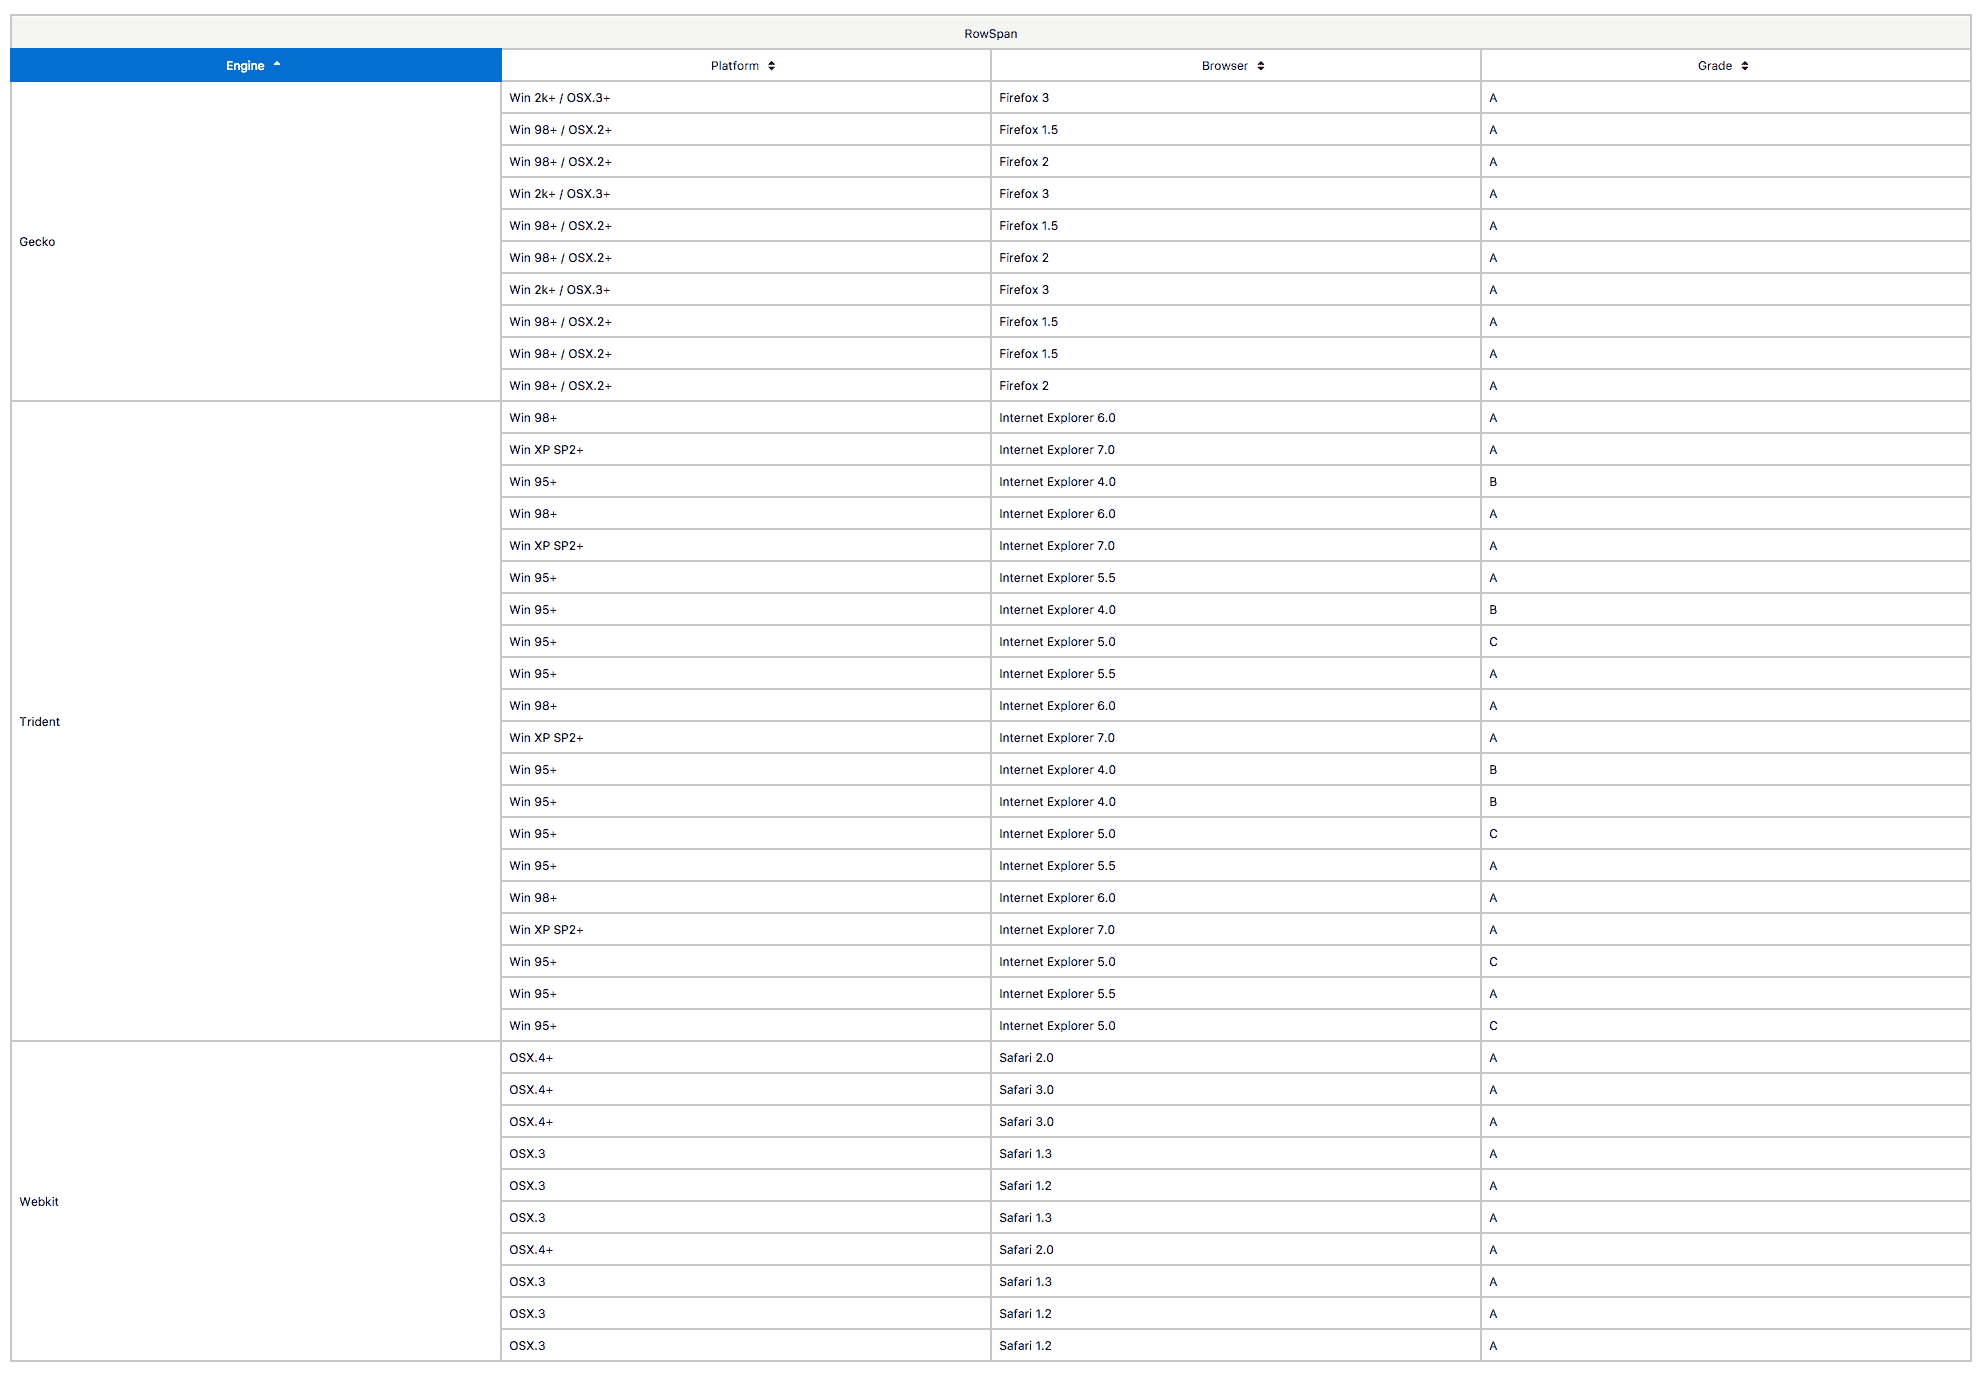 RowSpan
Engine Platform Browser Grade
Win 2k+ / OSX.3+ Firefox 3 A
Win 98+ / OSX.2+ Firefox 1.5 A
Win 98+ / OSX.2+ Firefox 2 A
Win 2k+ / OSX.3+ Firefox 3 A
Win 98+ / OSX.2+ Firefox 1.5 A
Gecko
Win 98+ / OSX.2+ Firefox 2 A
Win 2k+ / OSX.3+ Firefox 3 A
Win 98+ / OSX.2+ Firefox 1.5 A
Win 98+ / OSX.2+ Firefox 1.5 A
Win 98+ / OSX.2+ Firefox 2 A
Win 98+ Internet Explorer 6.0 A
Win XP SP2+ Internet Explorer 7.0 A
Win 95+ Internet Explorer 4.0 B
Win 98+ Internet Explorer 6.0 A
Win XP SP2+ Internet Explorer 7.0 A
Win 95+ Internet Explorer 5.5 A
Win 95+ Internet Explorer 4.0 B
Win 95+ Internet Explorer 5.0 C
Win 95+ Internet Explorer 5.5 A
Win 98+ Internet Explorer 6.0 A
Trident
Win XP SP2+ Internet Explorer 7.0 A
Win 95+ Internet Explorer 4.0 B
Win 95+ Internet Explorer 4.0 B
Win 95+ Internet Explorer 5.0 C
Win 95+ Internet Explorer 5.5 A
Win 98+ Internet Explorer 6.0 A
Win XP SP2+ Internet Explorer 7.0 A
Win 95+ Internet Explorer 5.0 C
Win 95+ Internet Explorer 5.5 A
Win 95+ Internet Explorer 5.0 C
OSX.4+ Safari 2.0 A
OSX.4+ Safari 3.0 A
OSX.4+ Safari 3.0 A
OSX.3 Safari 1.3 A
OSX.3 Safari 1.2 A
Webkit
OSX.3 Safari 1.3 A
OSX.4+ Safari 2.0 A
OSX.3 Safari 1.3 A
OSX.3 Safari 1.2 A
OSX.3 Safari 1.2 A